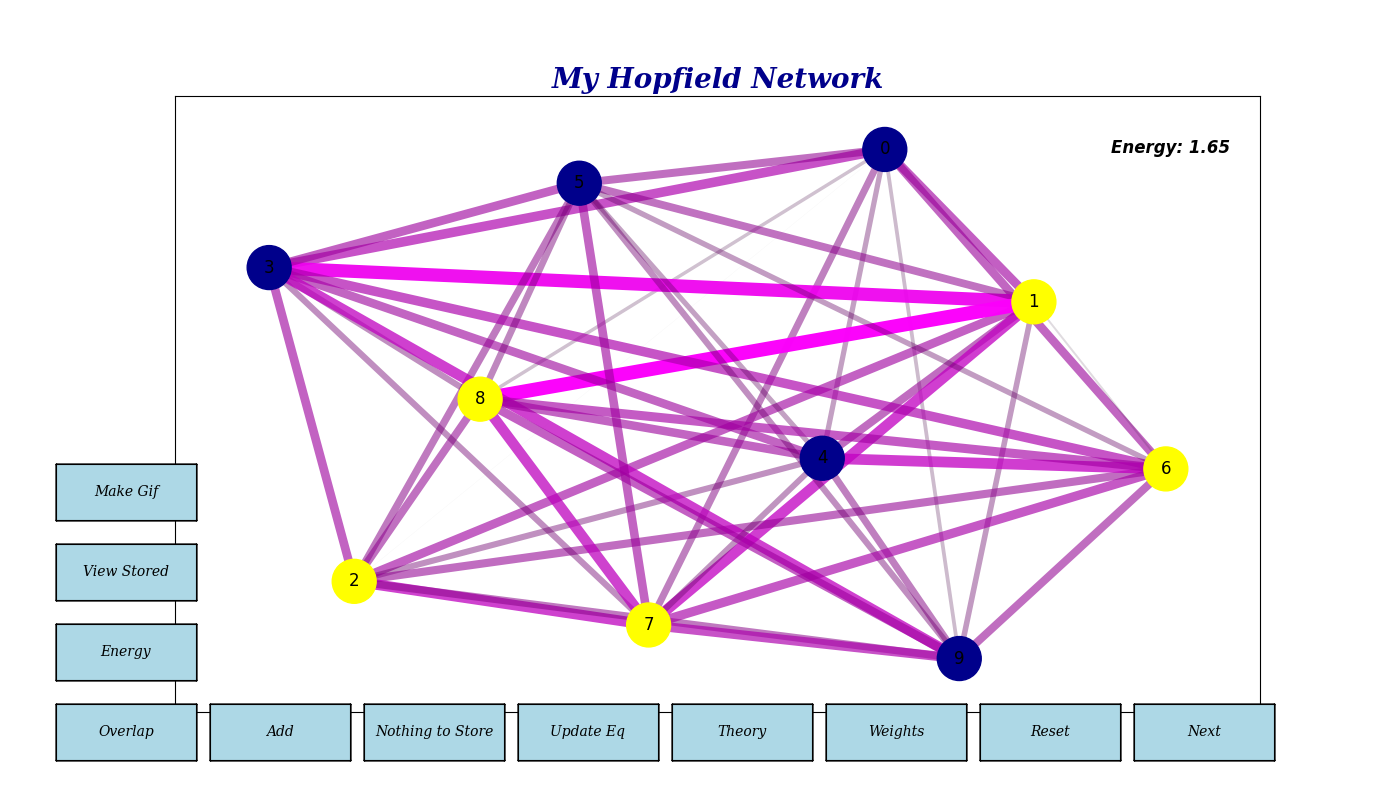 My Hopfield Network
Energy: 1.65
0
5
3
1
8
4
6
2
7
9
Make Gif
View Stored
Energy
Overlap
Add
Nothing to Store
Update Eq
Theory
Weights
Reset
Next